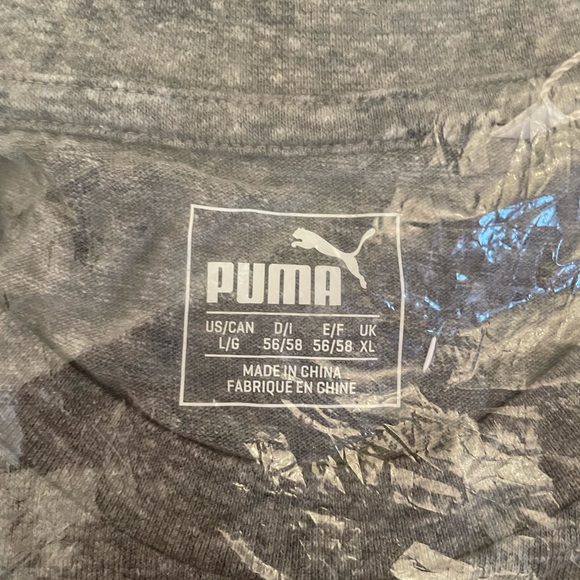 PUMA
US/CAN D/I E/F UK
L/G 56/58 56/58 XL
MADE IN CHINA
FABRIQUE EN CHINE